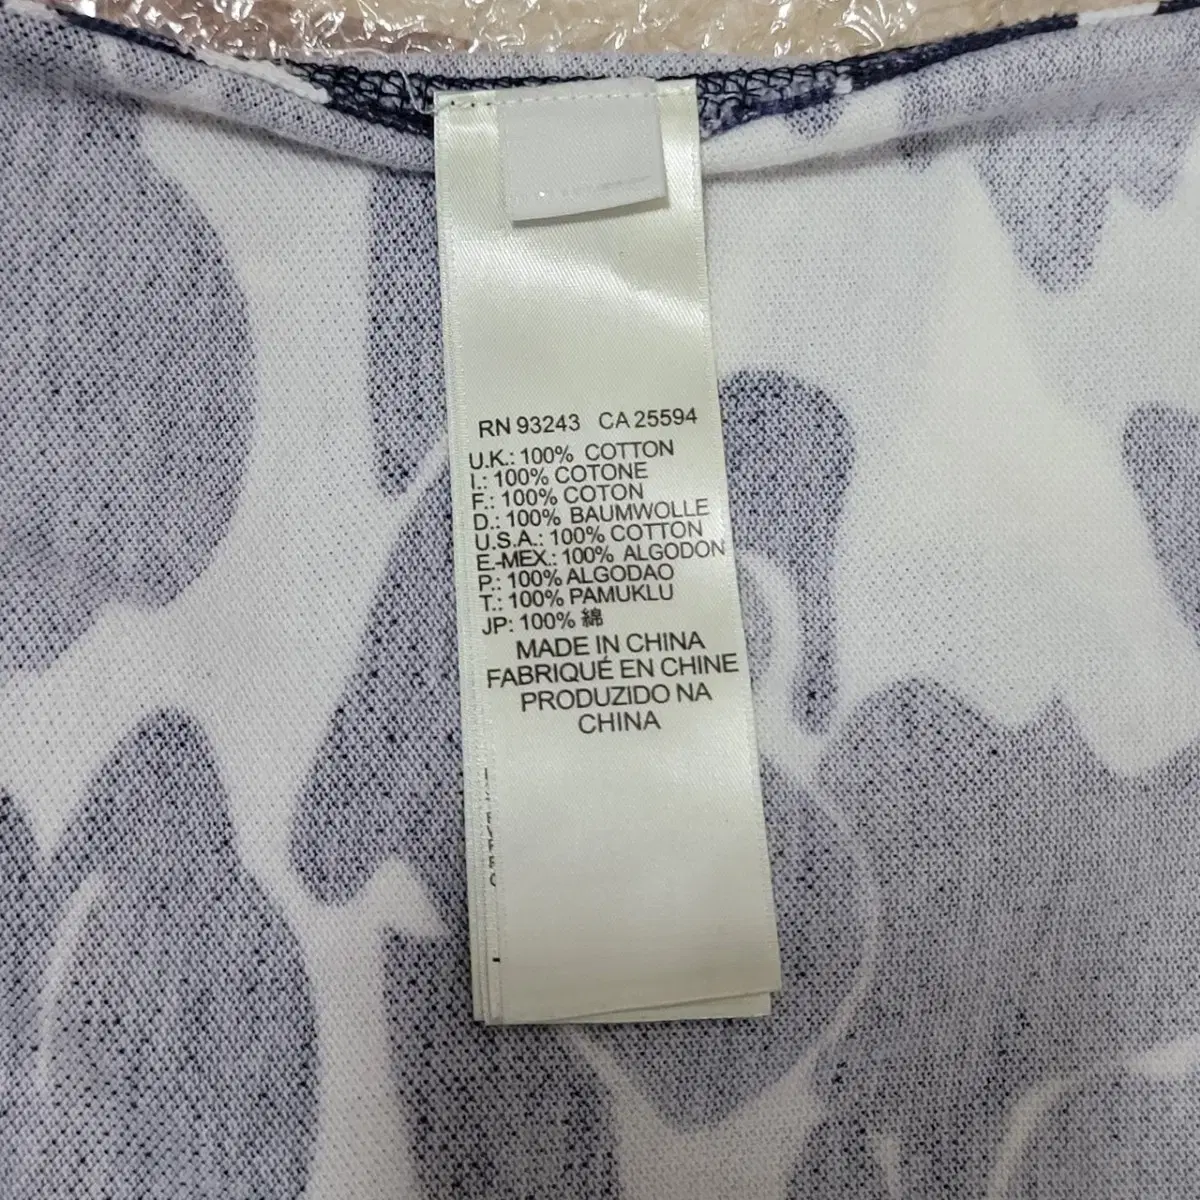 RN 93243 CA 25594
U.K.: 100% COTTON
I.: 100% COTONE
F.: 100% COTON
D.: 100% BAUMWOLLE
U.S.A.: 100% COTTON
E.-MEX.: 100% ALGODON
P.: 100% ALGODAO
T.: 100% PAMUKLU
JP: 100% 綿
MADE IN CHINA
FABRIQUÉ EN CHINE
PRODUZIDO NA
CHINA